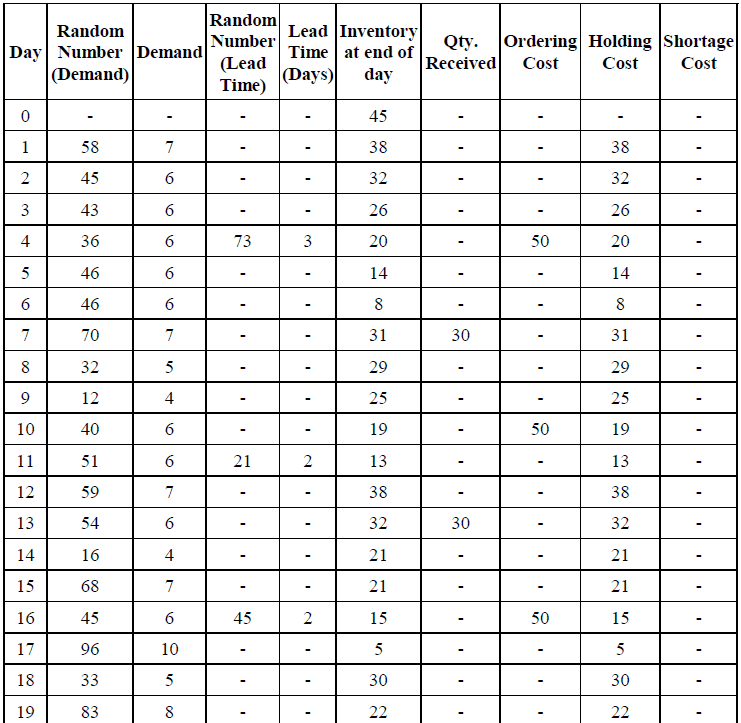 Day Random Number (Demand) Demand Random Number (Lead Time) Lead Time (Days) Inventory at end of day Qty. Received Ordering Cost Holding Cost Shortage Cost
0 - - - - 45 - - - -
1 58 7 - - 38 - - 38 -
2 45 6 - - 32 - - 32 -
3 43 6 - - 26 - - 26 -
4 36 6 73 3 20 - 50 20 -
5 46 6 - - 14 - - 14 -
6 46 6 - - 8 - - 8 -
7 70 7 - - 31 30 - 31 -
8 32 5 - - 29 - - 29 -
9 12 4 - - 25 - - 25 -
10 40 6 - - 19 - 50 19 -
11 51 6 21 2 13 - - 13 -
12 59 7 - - 38 - - 38 -
13 54 6 - - 32 30 - 32 -
14 16 4 - - 21 - - 21 -
15 68 7 - - 21 - - 21 -
16 45 6 45 2 15 - 50 15 -
17 96 10 - - 5 - - 5 -
18 33 5 - - 30 - - 30 -
19 83 8 - - 22 - - 22 -